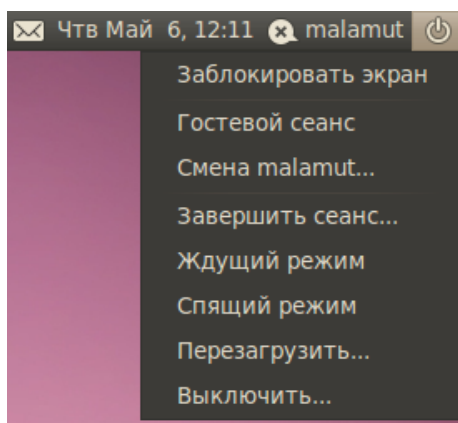 Чтв Май 6, 12:11 malamut
Заблокировать экран
Гостевой сеанс
Смена malamut...
Завершить сеанс...
Ждущий режим
Спящий режим
Перезагрузить...
Выключить...